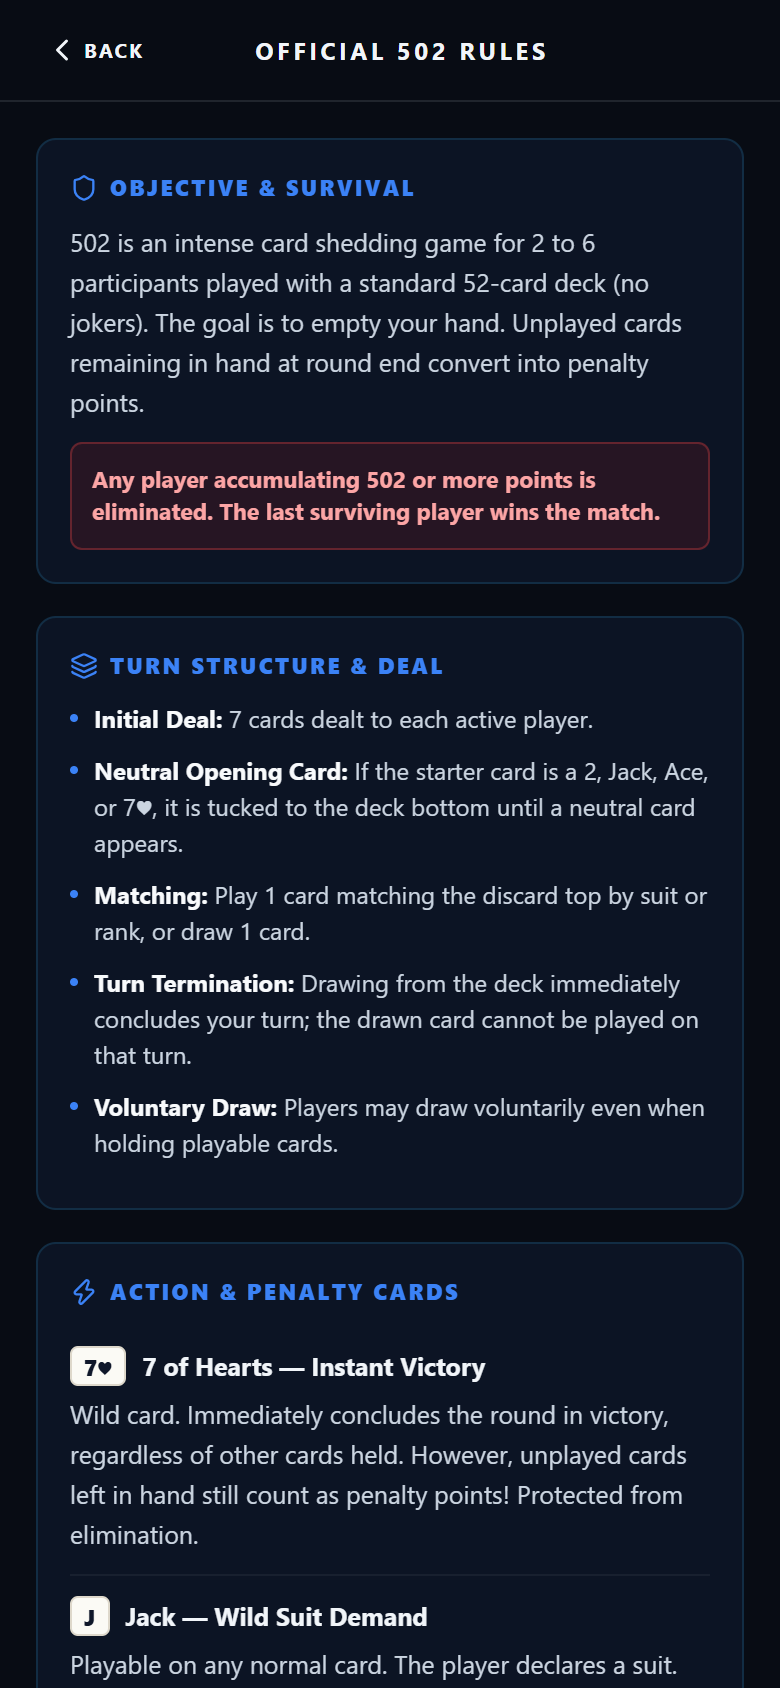 BACK
OFFICIAL 502 RULES
OBJECTIVE & SURVIVAL
502 is an intense card shedding game for 2 to 6
participants played with a standard 52-card deck (no
jokers). The goal is to empty your hand. Unplayed cards
remaining in hand at round end convert into penalty
points.
Any player accumulating 502 or more points is
eliminated. The last surviving player wins the match.
TURN STRUCTURE & DEAL
• Initial Deal: 7 cards dealt to each active player.
• Neutral Opening Card: If the starter card is a 2, Jack, Ace,
or 7♥, it is tucked to the deck bottom until a neutral card
appears.
• Matching: Play 1 card matching the discard top by suit or
rank, or draw 1 card.
• Turn Termination: Drawing from the deck immediately
concludes your turn; the drawn card cannot be played on
that turn.
• Voluntary Draw: Players may draw voluntarily even when
holding playable cards.
ACTION & PENALTY CARDS
7♥ 7 of Hearts — Instant Victory
Wild card. Immediately concludes the round in victory,
regardless of other cards held. However, unplayed cards
left in hand still count as penalty points! Protected from
elimination.
J Jack — Wild Suit Demand
Playable on any normal card. The player declares a suit.